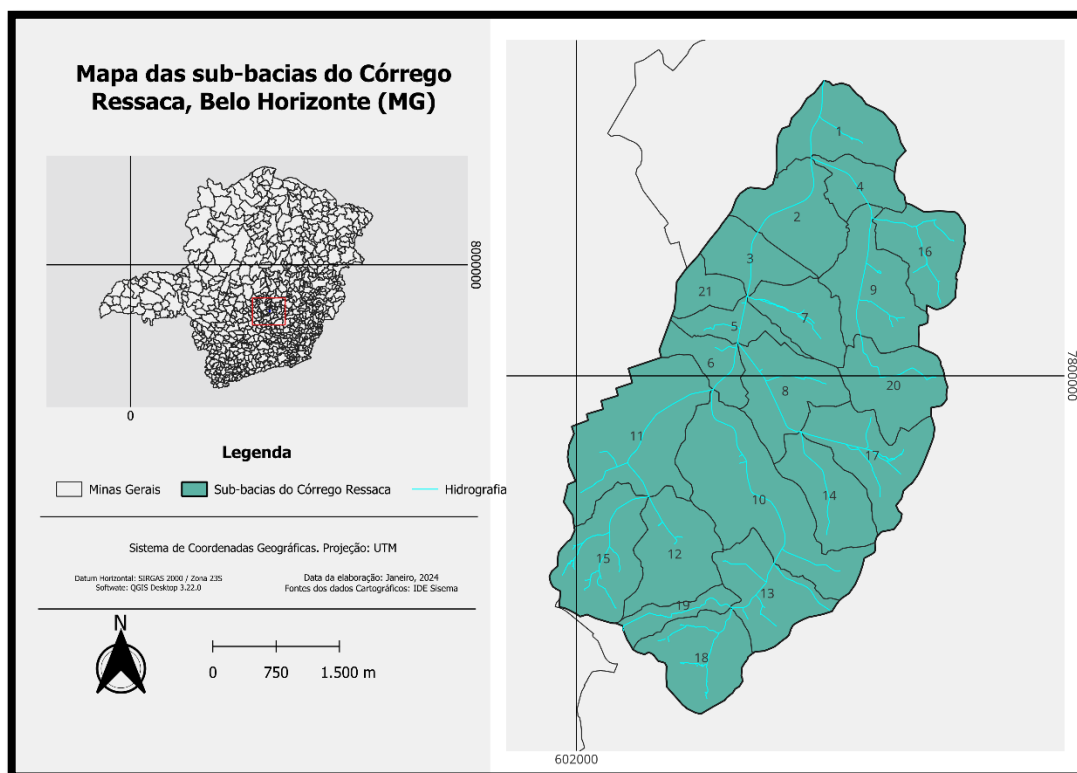 Mapa das sub-bacias do Córrego
Ressaca, Belo Horizonte (MG)
8000000
0
Legenda
Minas Gerais
Sub-bacias do Córrego Ressaca
Hidrografia
Sistema de Coordenadas Geográficas. Projeção: UTM
Datum Horizontal: SIRGAS 2000 / Zona 23S
Softwate: QGIS Desktop 3.22.0
Data da elaboração: Janeiro, 2024
Fontes dos dados Cartográficos: IDE Sisema
N
0 750 1.500 m
1
4
2
16
3
9
21
7
5
6
7800000
20
8
11
17
14
10
12
15
13
19
18
602000